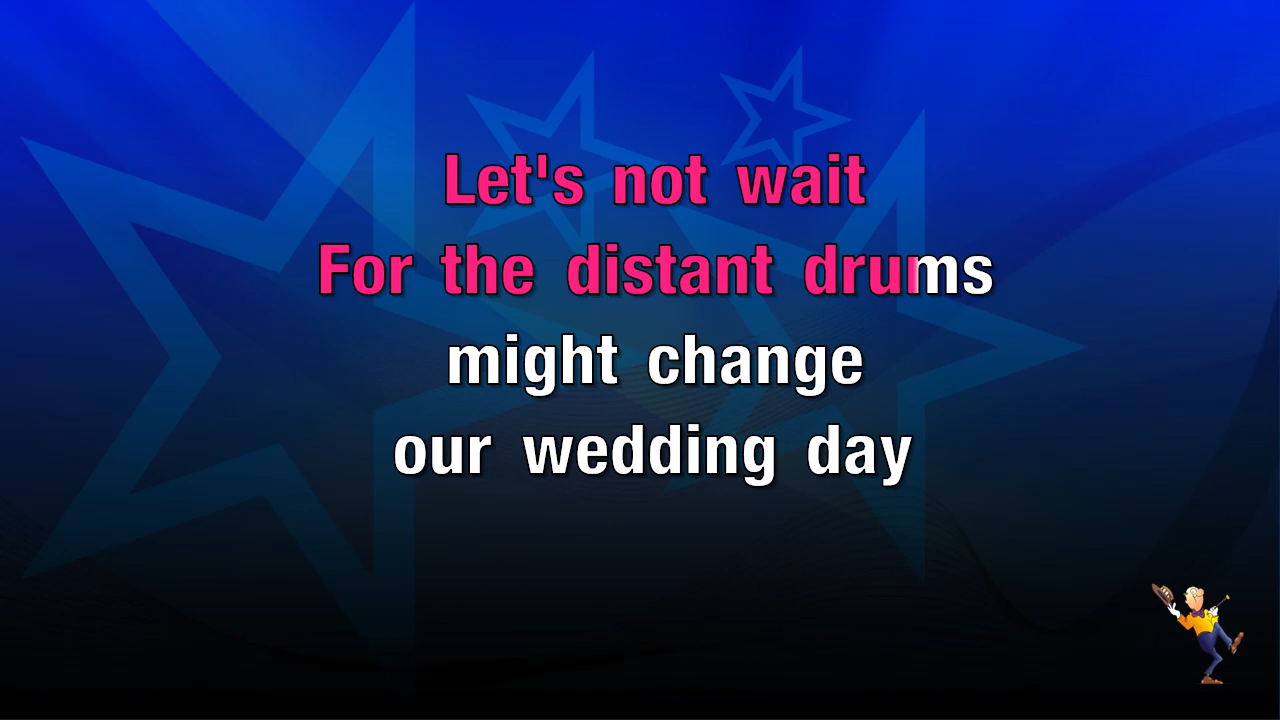 Let's not wait
For the distant drums
might change
our wedding day